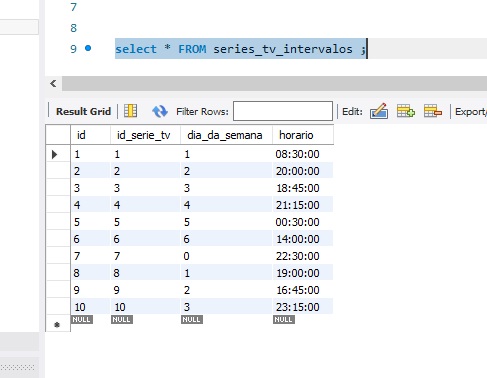 7
8
9 select * FROM series_tv_intervalos ;
Result Grid Filter Rows: Edit: Export/
id id_serie_tv dia_da_semana horario
1 1 1 08:30:00
2 2 2 20:00:00
3 3 3 18:45:00
4 4 4 21:15:00
5 5 5 00:30:00
6 6 6 14:00:00
7 7 0 22:30:00
8 8 1 19:00:00
9 9 2 16:45:00
10 10 3 23:15:00
NULL NULL NULL NULL